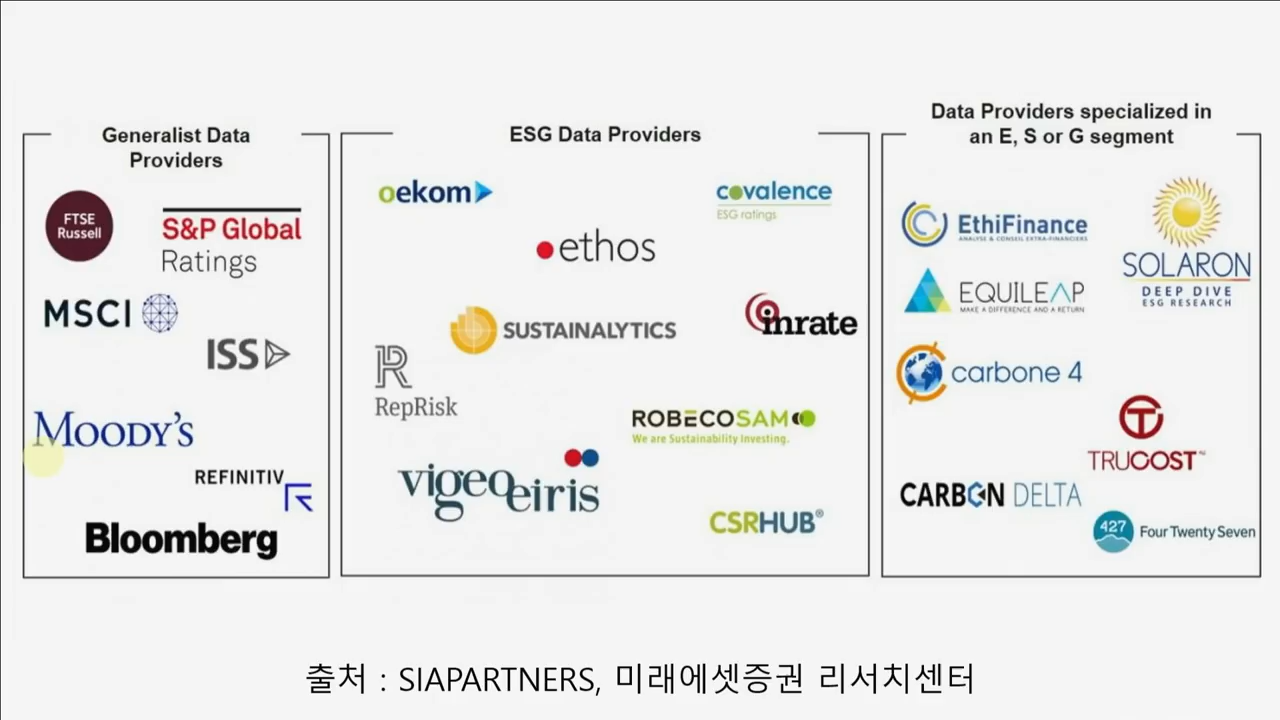 Generalist Data
Providers
FTSE
Russell
S&P Global
Ratings
MSCI
ISS
MOODY'S
REFINITIV
Bloomberg
ESG Data Providers
oekom
covalence
ESG ratings
ethos
SUSTAINALYTICS
inrate
RepRisk
ROBECOSAM
We are Sustainability Investing.
vigeoeiris
CSRHUB®
Data Providers specialized in
an E, S or G segment
EthiFinance
ANALYSE & CONSEIL EXTRA-FINANCIERS
SOLARON
DEEP DIVE
ESG RESEARCH
EQUILEAP
MAKE A DIFFERENCE AND A RETURN
carbone 4
TRUCOST™
CARBON DELTA
427
Four Twenty Seven
출처 : SIAPARTNERS, 미래에셋증권 리서치센터